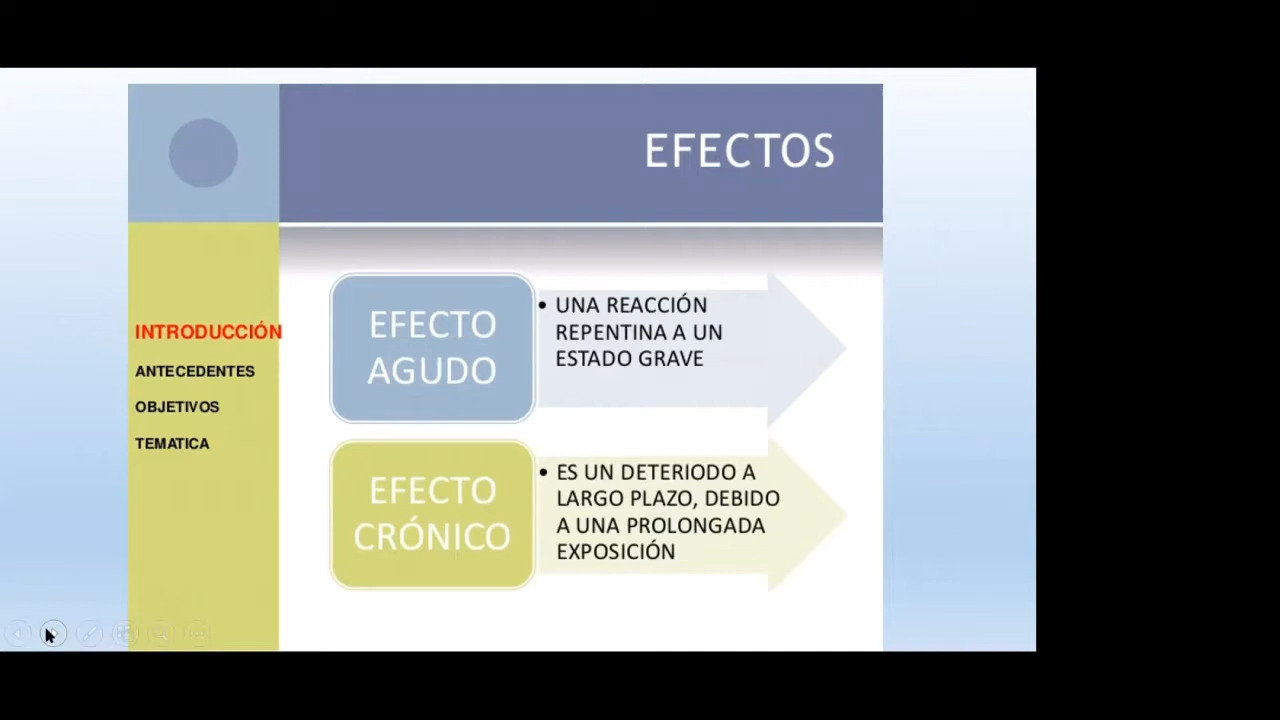 EFECTOS
INTRODUCCIÓN
ANTECEDENTES
OBJETIVOS
TEMATICA
EFECTO
AGUDO
• UNA REACCIÓN
REPENTINA A UN
ESTADO GRAVE
EFECTO
CRÓNICO
• ES UN DETERIODO A
LARGO PLAZO, DEBIDO
A UNA PROLONGADA
EXPOSICIÓN